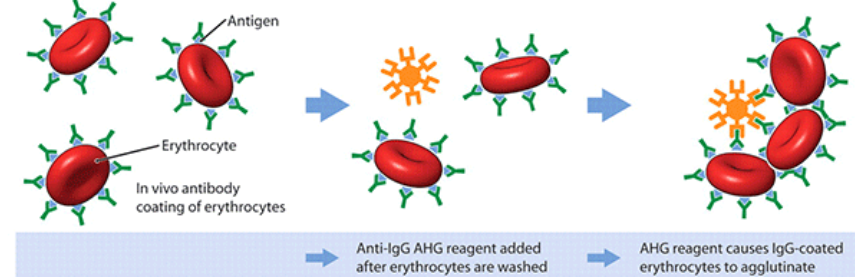 Antigen
Erythrocyte
In vivo antibody
coating of erythrocytes
Anti-IgG AHG reagent added
after erythrocytes are washed
AHG reagent causes IgG-coated
erythrocytes to agglutinate